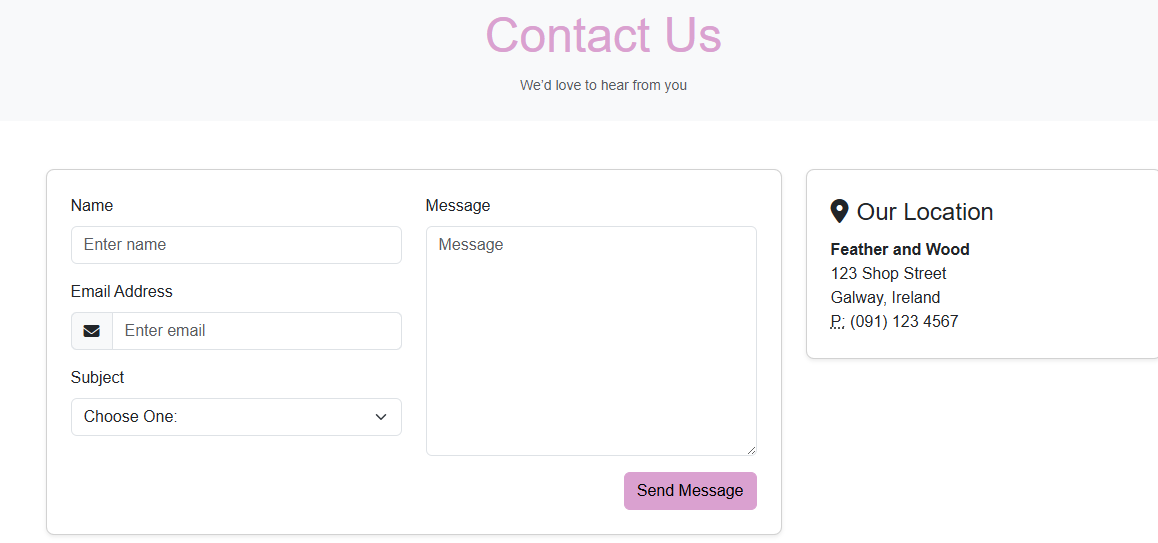 Contact Us
We'd love to hear from you
Name
Enter name
Email Address
Enter email
Subject
Choose One:
Message
Message
Send Message
Our Location
Feather and Wood
123 Shop Street
Galway, Ireland
P: (091) 123 4567